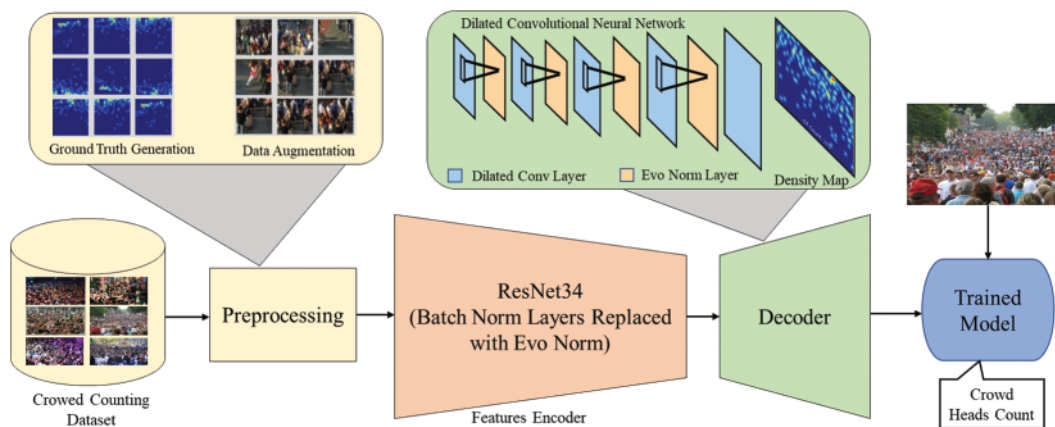 Dilated Convolutional Neural Network
Ground Truth Generation
Data Augmentation
Dilated Conv Layer
Evo Norm Layer
Density Map
Preprocessing
ResNet34
(Batch Norm Layers Replaced
with Evo Norm)
Decoder
Trained
Model
Crowed Counting
Dataset
Features Encoder
Crowd
Heads Count